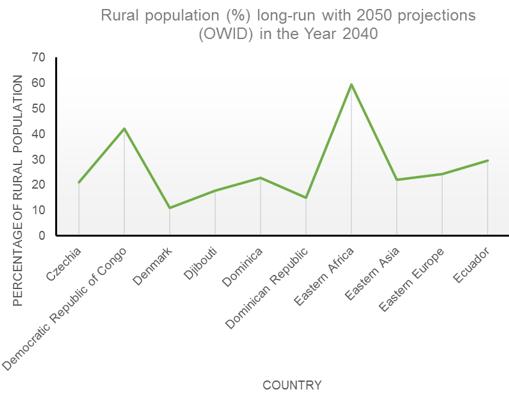 Rural population (%) long-run with 2050 projections
(OWID) in the Year 2040
PERCENTAGE OF RURAL POPULATION
70
60
50
40
30
20
10
0
Czechia
Democratic Republic of Congo
Denmark
Djibouti
Dominica
Dominican Republic
Eastern Africa
Eastern Asia
Eastern Europe
Ecuador
COUNTRY